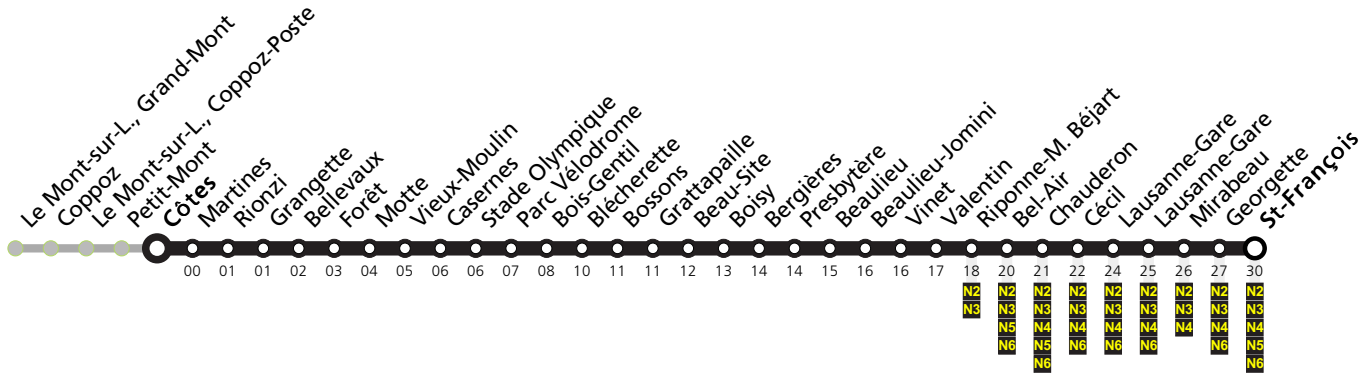 Le Mont-sur-L., Grand-Mont
Coppoz
Le Mont-sur-L., Coppoz-Poste
Petit-Mont
Côtes
Martines
Rionzi
Grangette
Bellevaux
Forêt
Motte
Vieux-Moulin
Casernes
Stade Olympique
Parc Vélodrome
Bois-Gentil
Blécherette
Bossons
Grattapaille
Beau-Site
Boisy
Bergières
Presbytère
Beaulieu
Beaulieu-Jomini
Vinet
Valentin
Riponne-M. Béjart
Bel-Air
Chauderon
Cécil
Lausanne-Gare
Lausanne-Gare
Mirabeau
Georgette
St-François
00 01 01 02 03 04 05 06 06 07 08 10 11 11 12 13 14 14 15 16 16 17 18 20 21 22 24 25 26 27 30
N2 N2 N2 N2 N2 N2 N2 N2 N2
N3 N3 N3 N3 N3 N3 N3 N3 N3
N5 N4 N4 N4 N4 N4 N4 N4
N6 N5 N6 N6 N6 N6 N5
N6 N6